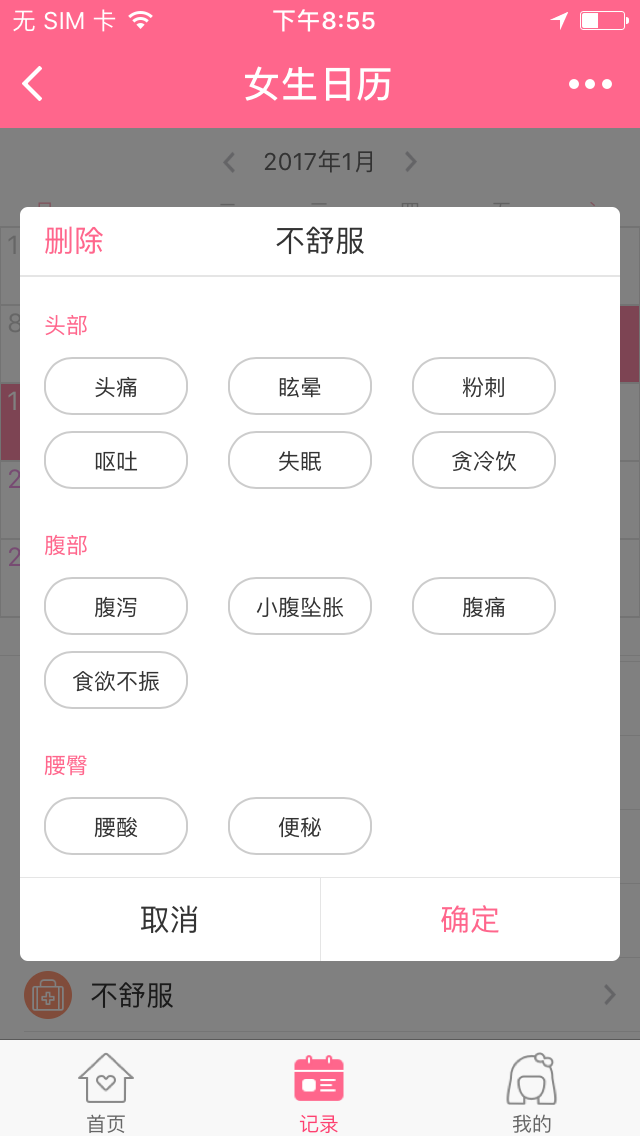 无 SIM 卡 下午8:55
女生日历
2017年1月
删除 不舒服
头部
头痛 眩晕 粉刺
呕吐 失眠 贪冷饮
腹部
腹泻 小腹坠胀 腹痛
食欲不振
腰臀
腰酸 便秘
取消 确定
不舒服
首页 记录 我的